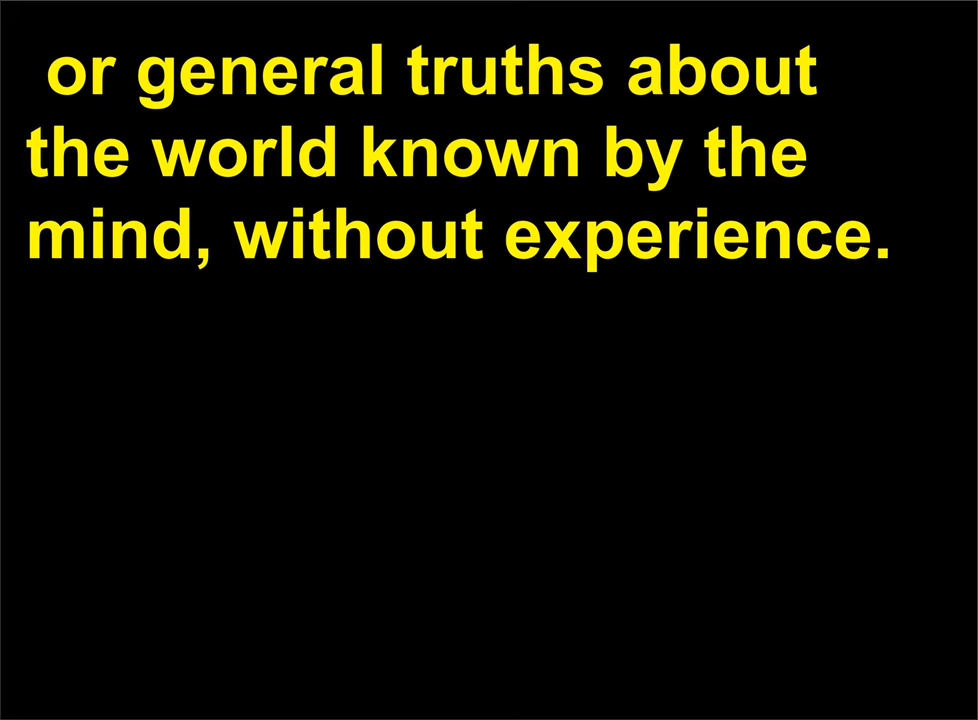 or general truths about
the world known by the
mind, without experience.